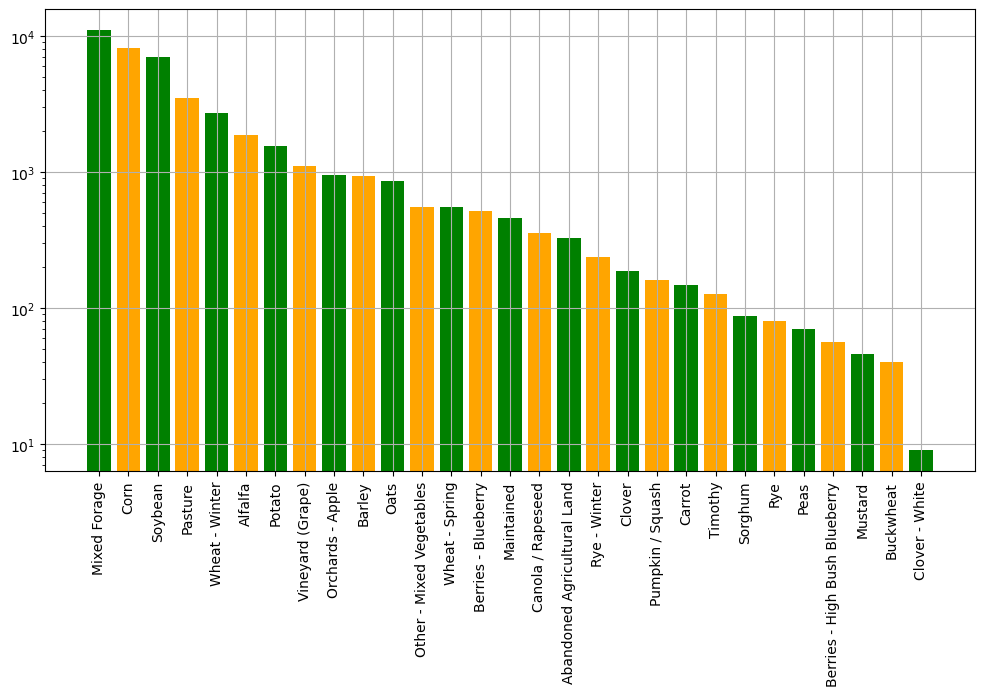 10⁴
10³
10²
10¹
Mixed Forage
Corn
Soybean
Pasture
Wheat - Winter
Alfalfa
Potato
Vineyard (Grape)
Orchards - Apple
Barley
Oats
Other - Mixed Vegetables
Wheat - Spring
Berries - Blueberry
Maintained
Canola / Rapeseed
Abandoned Agricultural Land
Rye - Winter
Clover
Pumpkin / Squash
Carrot
Timothy
Sorghum
Rye
Peas
Berries - High Bush Blueberry
Mustard
Buckwheat
Clover - White